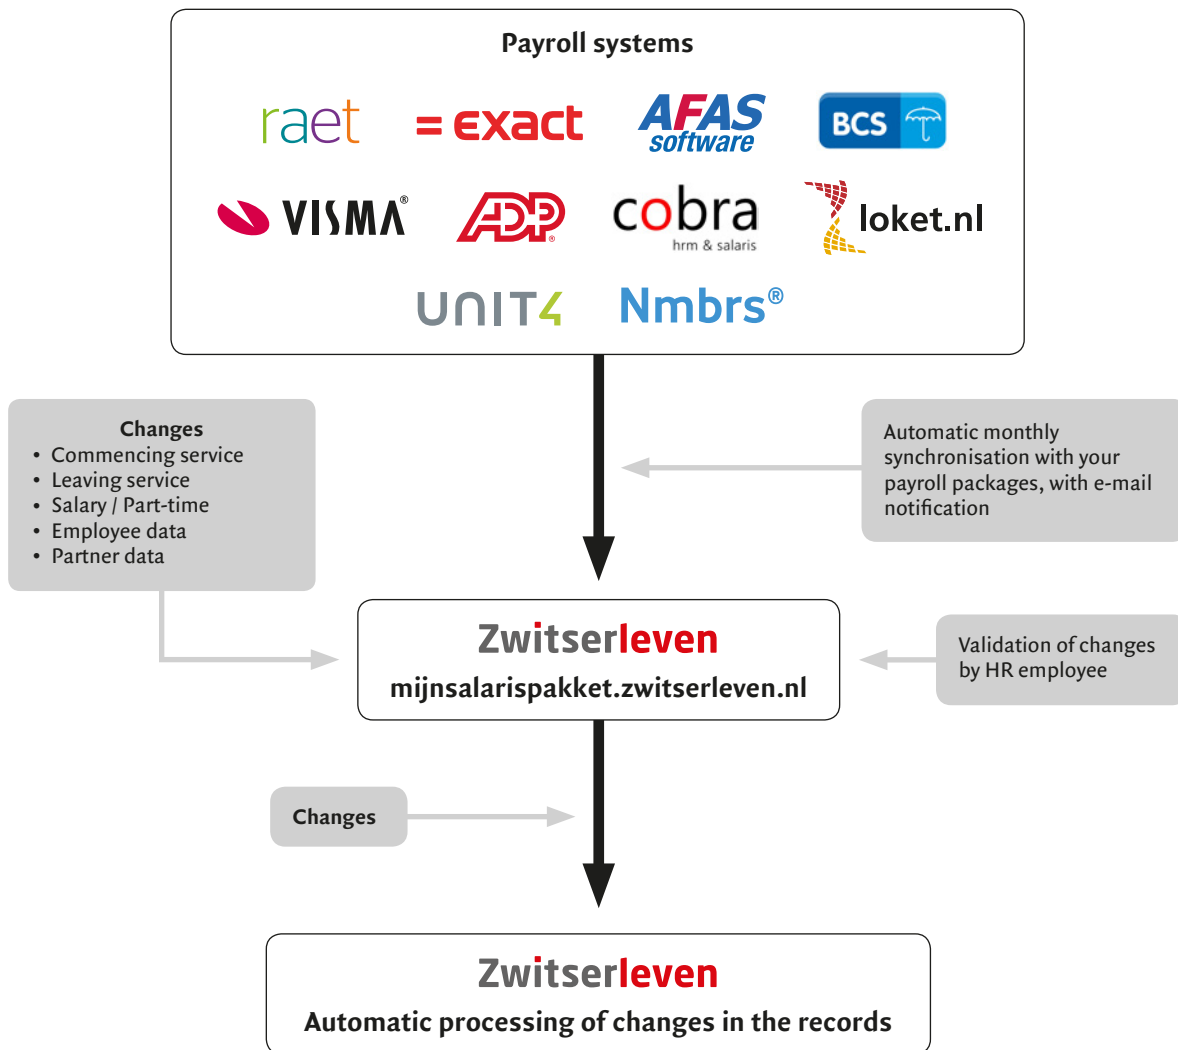 Payroll systems
raet
= exact
AFAS
software
BCS
VISMA®
ADP®
cobra
hrm & salaris
loket.nl
UNIT4
Nmbrs®
Changes
• Commencing service
• Leaving service
• Salary / Part-time
• Employee data
• Partner data
Automatic monthly
synchronisation with your
payroll packages, with e-mail
notification
Zwitserleven
mijnsalarispakket.zwitserleven.nl
Validation of changes
by HR employee
Changes
Zwitserleven
Automatic processing of changes in the records